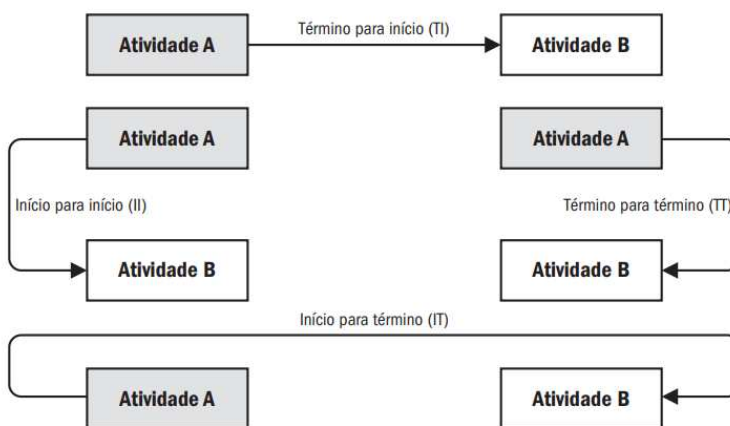 Atividade A
Término para início (TI)
Atividade B
Atividade A
Atividade A
Início para início (II)
Término para término (TT)
Atividade B
Atividade B
Início para término (IT)
Atividade A
Atividade B